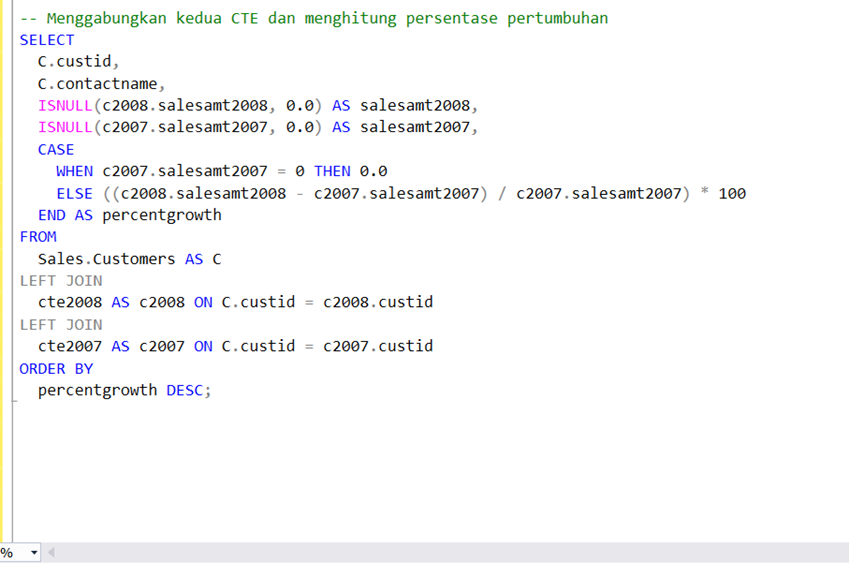 -- Menggabungkan kedua CTE dan menghitung persentase pertumbuhan
SELECT
C.custid,
C.contactname,
ISNULL(c2008.salesamt2008, 0.0) AS salesamt2008,
ISNULL(c2007.salesamt2007, 0.0) AS salesamt2007,
CASE
WHEN c2007.salesamt2007 = 0 THEN 0.0
ELSE ((c2008.salesamt2008 - c2007.salesamt2007) / c2007.salesamt2007) * 100
END AS percentgrowth
FROM
Sales.Customers AS C
LEFT JOIN
cte2008 AS c2008 ON C.custid = c2008.custid
LEFT JOIN
cte2007 AS c2007 ON C.custid = c2007.custid
ORDER BY
percentgrowth DESC;
%